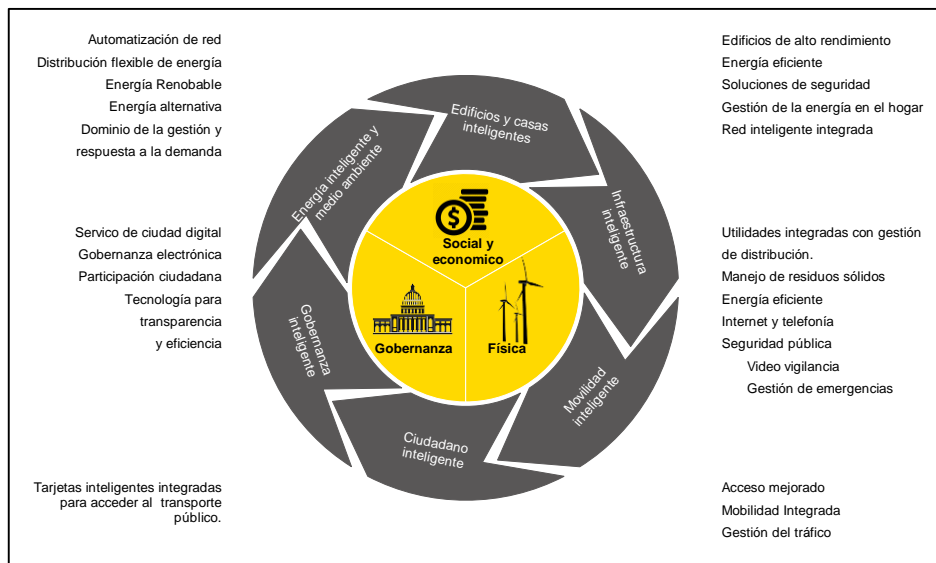 Automatización de red
Distribución flexible de energía
Energía Renobable
Energía alternativa
Dominio de la gestión y
respuesta a la demanda
Edificios de alto rendimiento
Energía eficiente
Soluciones de seguridad
Gestión de la energía en el hogar
Red inteligente integrada
Edificios y casas
inteligentes
Energía inteligente y
medio ambiente
Infraestructura
inteligente
Social y
economico
Gobernanza
Física
Servico de ciudad digital
Gobernanza electrónica
Participación ciudadana
Tecnología para
transparencia
y eficiencia
Utilidades integradas con gestión
de distribución.
Manejo de residuos sólidos
Energía eficiente
Internet y telefonía
Seguridad pública
Video vigilancia
Gestión de emergencias
Gobernanza
inteligente
Movilidad
inteligente
Ciudadano
inteligente
Tarjetas inteligentes integradas
para acceder al transporte
público.
Acceso mejorado
Mobilidad Integrada
Gestión del tráfico